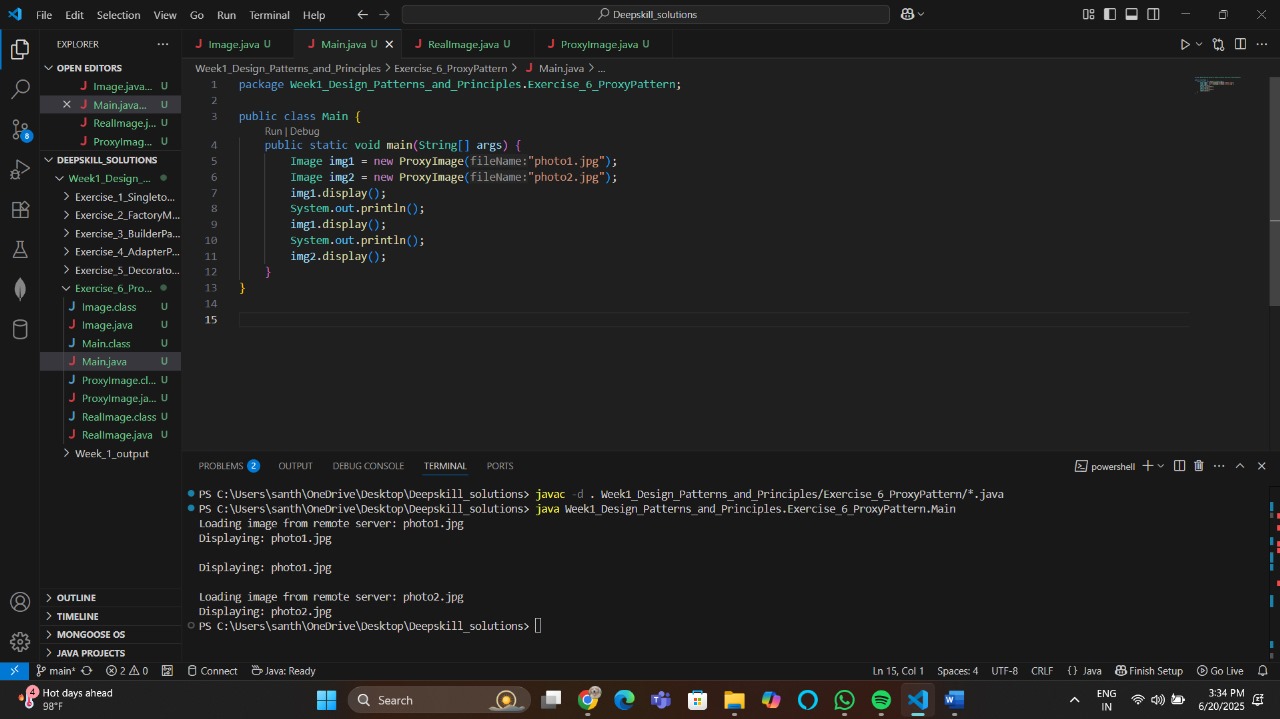 File Edit Selection View Go Run Terminal Help
Deepskill_solutions
EXPLORER
OPEN EDITORS
Image.java... U
Main.java... U
RealImage.j... U
ProxyImag... U
DEEPSKILL_SOLUTIONS
Week1_Design_...
Exercise_1_Singleto...
Exercise_2_FactoryM...
Exercise_3_BuilderPa...
Exercise_4_AdapterP...
Exercise_5_Decorato...
Exercise_6_Pro...
Image.class U
Image.java U
Main.class U
Main.java U
ProxyImage.cl... U
ProxyImage.ja... U
RealImage.class U
RealImage.java U
Week_1_output
OUTLINE
TIMELINE
MONGOOSE OS
JAVA PROJECTS
6
Image.java U Main.java U RealImage.java U ProxyImage.java U
Week1_Design_Patterns_and_Principles > Exercise_6_ProxyPattern > Main.java > ...
1 package Week1_Design_Patterns_and_Principles.Exercise_6_ProxyPattern;
2
3 public class Main {
Run | Debug
4 public static void main(String[] args) {
5 Image img1 = new ProxyImage(fileName:"photo1.jpg");
6 Image img2 = new ProxyImage(fileName:"photo2.jpg");
7 img1.display();
8 System.out.println();
9 img1.display();
10 System.out.println();
11 img2.display();
12 }
13 }
14
15
PROBLEMS 2 OUTPUT DEBUG CONSOLE TERMINAL PORTS powershell
PS C:\Users\santh\OneDrive\Desktop\Deepskill_solutions> javac -d . Week1_Design_Patterns_and_Principles/Exercise_6_ProxyPattern/*.java
PS C:\Users\santh\OneDrive\Desktop\Deepskill_solutions> java Week1_Design_Patterns_and_Principles.Exercise_6_ProxyPattern.Main
Loading image from remote server: photo1.jpg
Displaying: photo1.jpg
Displaying: photo1.jpg
Loading image from remote server: photo2.jpg
Displaying: photo2.jpg
PS C:\Users\santh\OneDrive\Desktop\Deepskill_solutions>
main* 2 0 Connect Java: Ready Ln 15, Col 1 Spaces: 4 UTF-8 CRLF {} Java Finish Setup Go Live
4 Hot days ahead
98°F
Search
ENG
IN
3:34 PM
6/20/2025